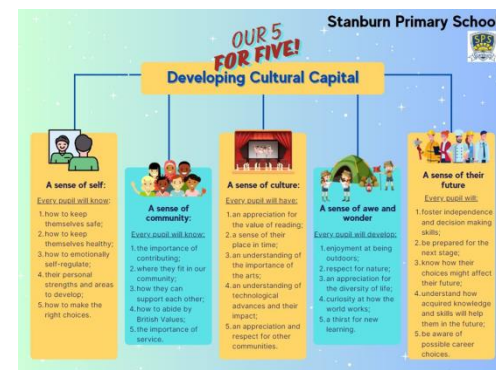 Stanburn Primary School
SPS
OUR 5
FOR FIVE!
Developing Cultural Capital
A sense of self:
Every pupil will know:
1. how to keep
themselves safe;
2. how to keep
themselves healthy;
3. how to emotionally
self-regulate;
4. their personal
strengths and areas
to develop;
5. how to make the
right choices.
A sense of
community:
Every pupil will know:
1. the importance of
contributing;
2. where they fit in our
community;
3. how they can
support each other;
4. how to abide by
British Values;
5. the importance of
service.
A sense of culture:
Every pupil will have:
1. an appreciation for
the value of reading;
2. a sense of their
place in time;
3. an understanding of
the importance of
the arts;
4. an understanding of
technological
advances and their
impact;
5. an appreciation and
respect for other
communities.
A sense of awe and
wonder
Every pupil will develop:
1. enjoyment at being
outdoors;
2. respect for nature;
3. an appreciation for
the diversity of life;
4. curiosity at how the
world works;
5. a thirst for new
learning.
A sense of their
future
Every pupil will:
1. foster independence
and decision making
skills;
2. be prepared for the
next stage;
3. know how their
choices might affect
their future;
4. understand how
acquired knowledge
and skills will help
them in the future;
5. be aware of
possible career
choices.